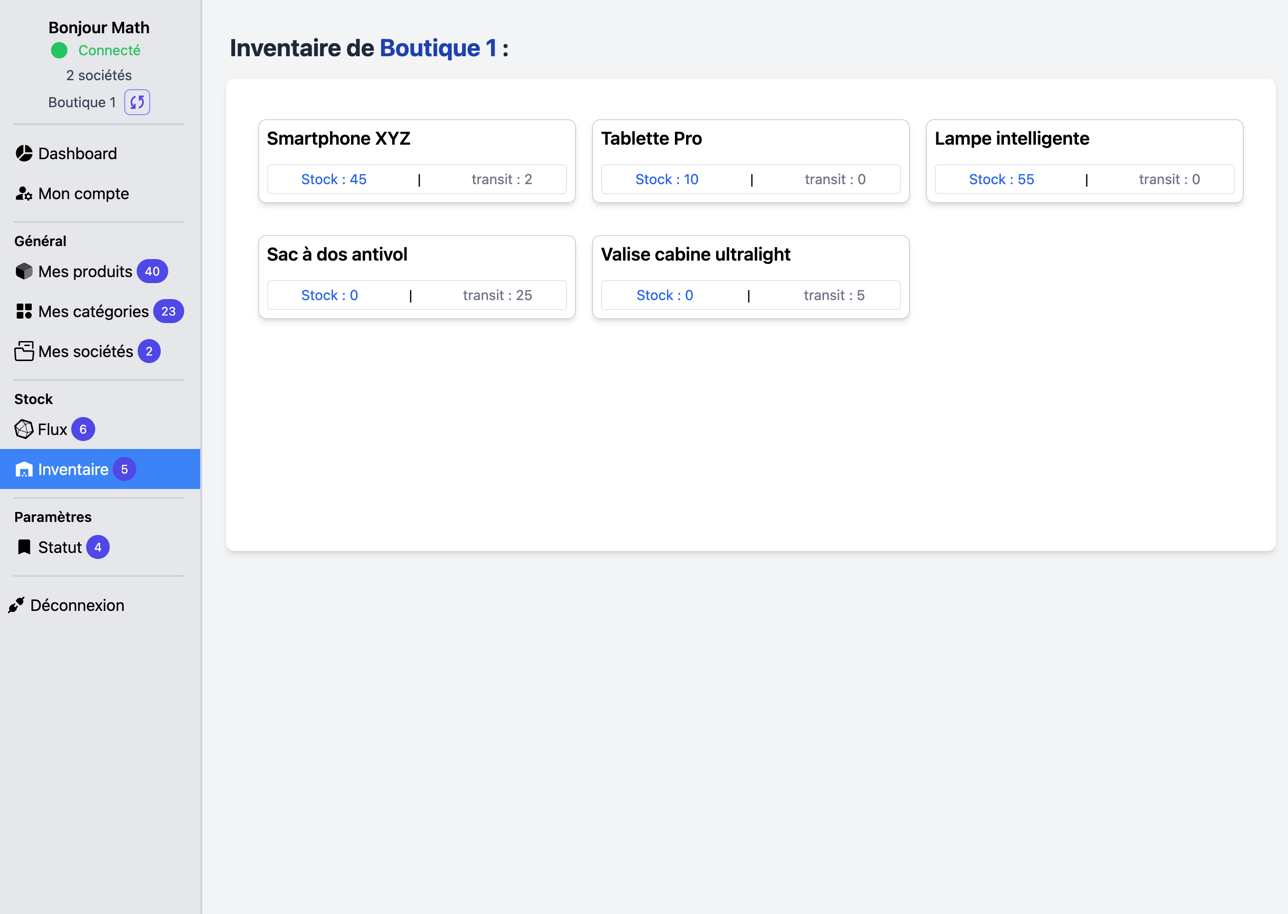 Bonjour Math
Connecté
2 sociétés
Boutique 1
Dashboard
Mon compte
Général
Mes produits 40
Mes catégories 23
Mes sociétés 2
Stock
Flux 6
Inventaire 5
Paramètres
Statut 4
Déconnexion
Inventaire de Boutique 1 :
Smartphone XYZ
Stock : 45 | transit : 2
Tablette Pro
Stock : 10 | transit : 0
Lampe intelligente
Stock : 55 | transit : 0
Sac à dos antivol
Stock : 0 | transit : 25
Valise cabine ultralight
Stock : 0 | transit : 5